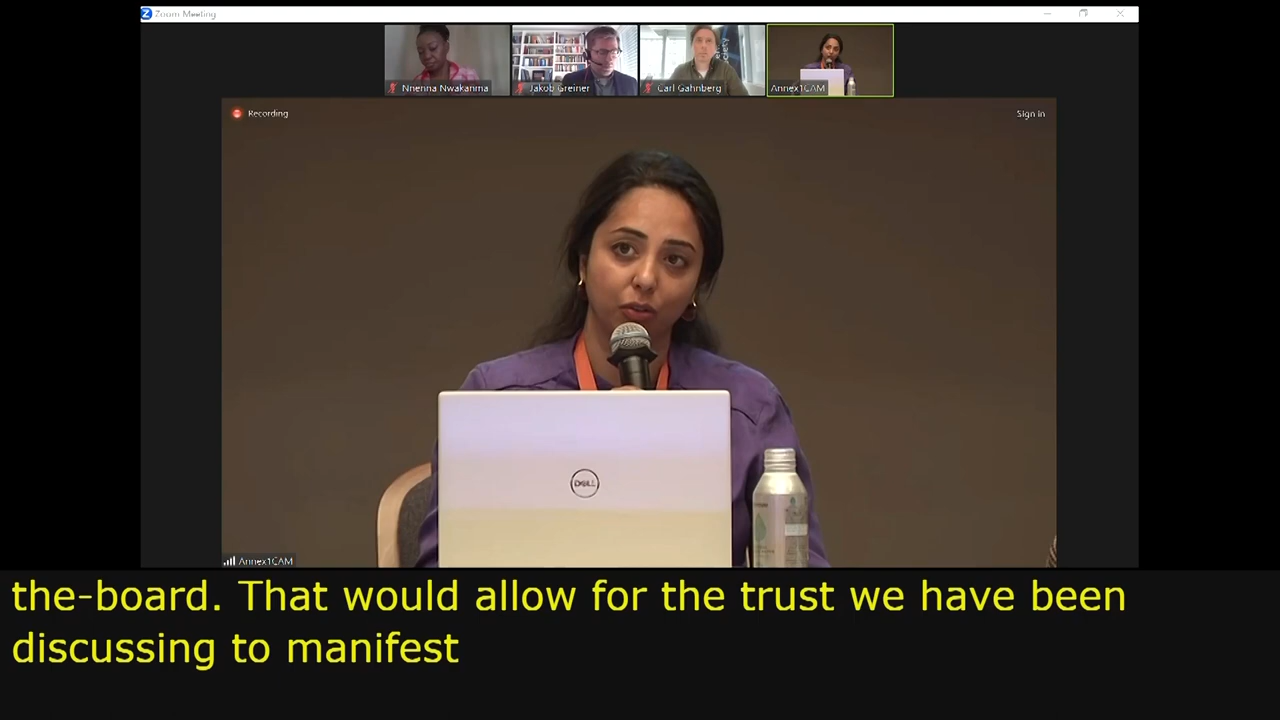 Zoom Meeting
Nnenna Nwakanma
Jakob Greiner
Carl Gahnberg
Annex1CAM
Recording
Sign in
DELL
Annex1CAM
the-board. That would allow for the trust we have been
discussing to manifest